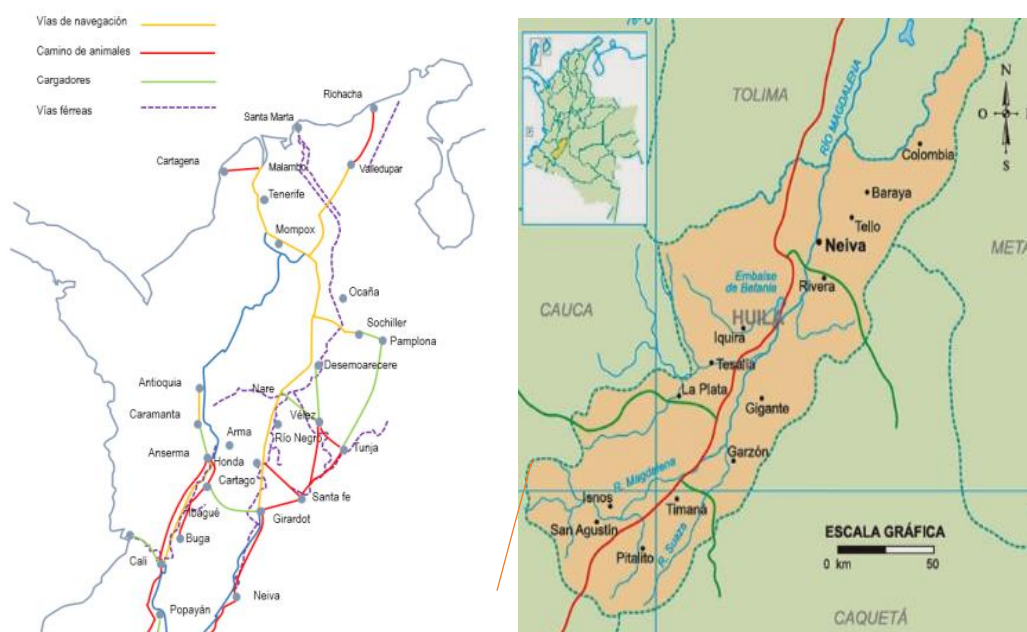 Vías de navegación
Camino de animales
Cargadores
Vías férreas
Richacha
Santa Marta
Cartagena
Malambo
Valledupar
Tenerife
Mompox
Ocaña
Sochiller
Pamplona
Desemoarecere
Antioquia
Nare
Caramanta
Vélez
Arma
Río Negro
Anserma
Tunja
Honda
Cartago
Santa fe
Ibagué
Girardot
Buga
Cali
Neiva
Popayán
TOLIMA
RÍO MAGDALENA
N
O
S
Colombia
Baraya
Tello
Neiva
META
Embalse
de Betania
Rivera
CAUCA
HUILA
Iquira
Tesalia
La Plata
Gigante
Garzón
R. Magdalena
Isnos
Timaná
San Agustín
R. Suaza
Pitalito
ESCALA GRÁFICA
0 km 50
CAQUETÁ